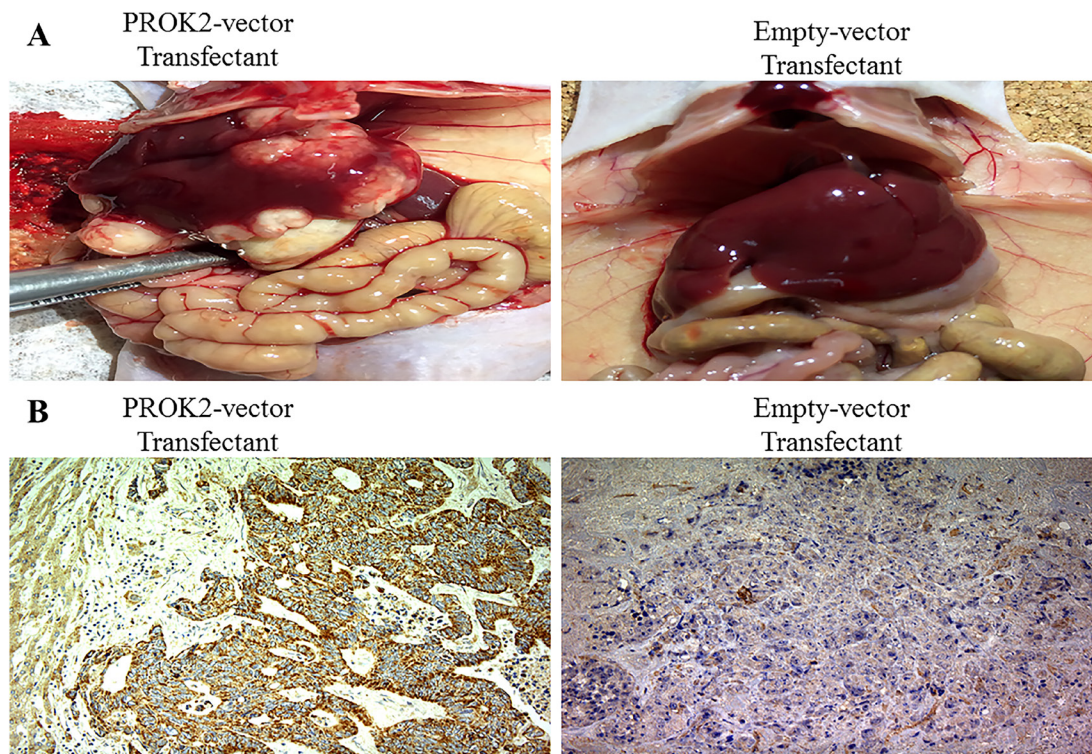 A
PROK2-vector
Transfectant
Empty-vector
Transfectant
B
PROK2-vector
Transfectant
Empty-vector
Transfectant